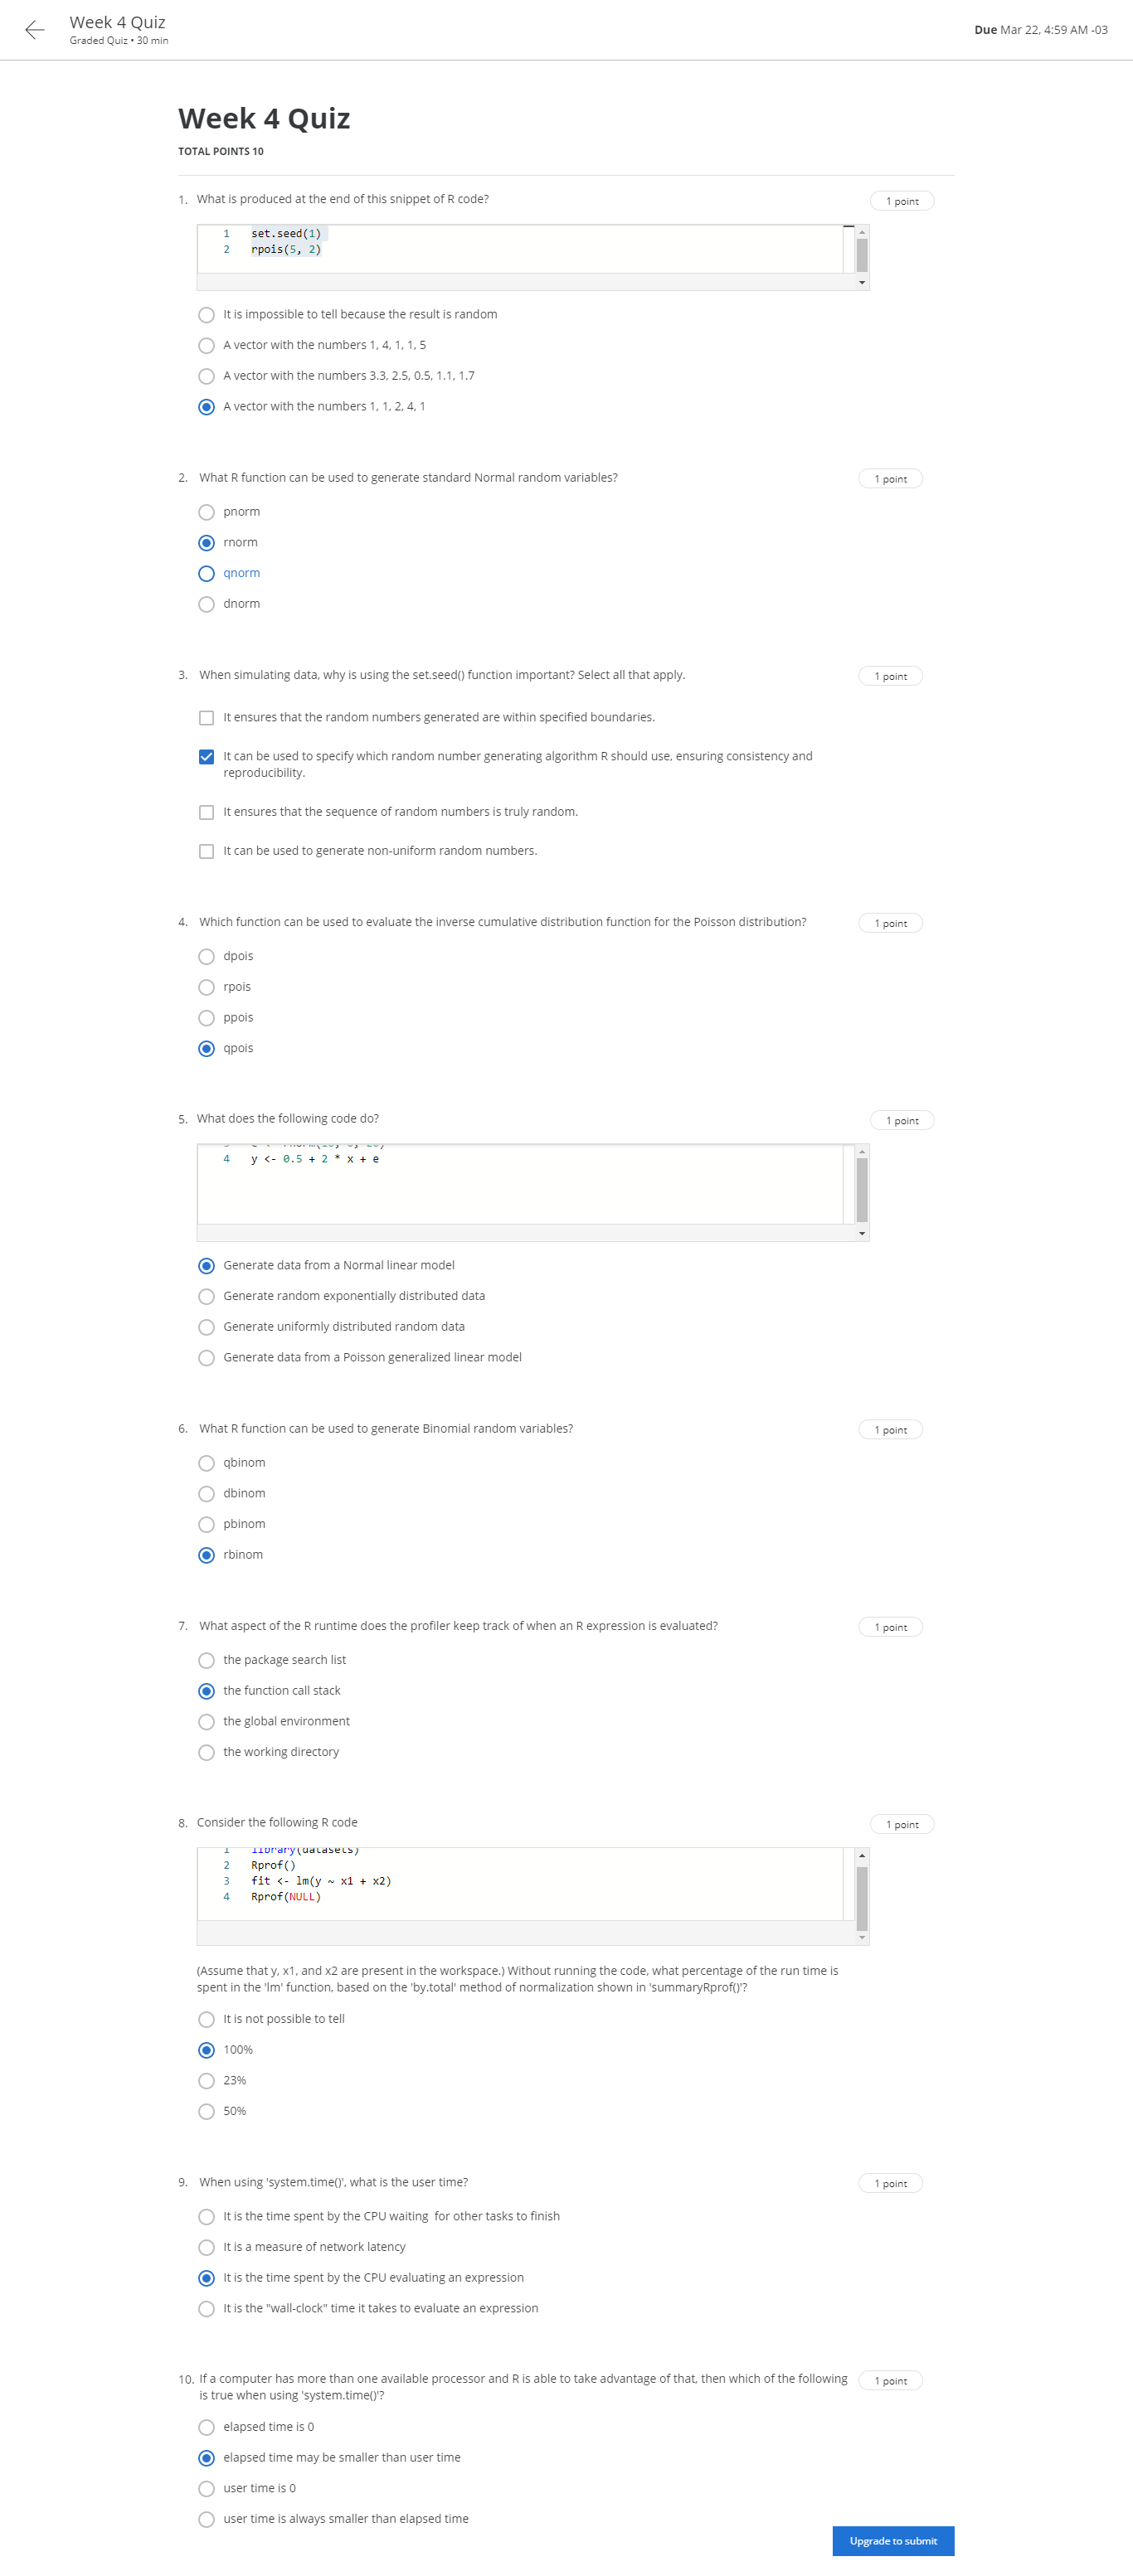 Week 4 Quiz
Graded Quiz • 30 min
Due Mar 22, 4:59 AM -03
Week 4 Quiz
TOTAL POINTS 10
1. What is produced at the end of this snippet of R code?
1 point
1 set.seed(1)
2 rpois(5, 2)
It is impossible to tell because the result is random
A vector with the numbers 1, 4, 1, 1, 5
A vector with the numbers 3.3, 2.5, 0.5, 1.1, 1.7
A vector with the numbers 1, 1, 2, 4, 1
2. What R function can be used to generate standard Normal random variables?
1 point
pnorm
rnorm
qnorm
dnorm
3. When simulating data, why is using the set.seed() function important? Select all that apply.
1 point
It ensures that the random numbers generated are within specified boundaries.
It can be used to specify which random number generating algorithm R should use, ensuring consistency and
reproducibility.
It ensures that the sequence of random numbers is truly random.
It can be used to generate non-uniform random numbers.
4. Which function can be used to evaluate the inverse cumulative distribution function for the Poisson distribution?
1 point
dpois
rpois
ppois
qpois
5. What does the following code do?
1 point
4 y <- 0.5 + 2 * x + e
Generate data from a Normal linear model
Generate random exponentially distributed data
Generate uniformly distributed random data
Generate data from a Poisson generalized linear model
6. What R function can be used to generate Binomial random variables?
1 point
qbinom
dbinom
pbinom
rbinom
7. What aspect of the R runtime does the profiler keep track of when an R expression is evaluated?
1 point
the package search list
the function call stack
the global environment
the working directory
8. Consider the following R code
1 point
1 library(datasets)
2 Rprof()
3 fit <- lm(y ~ x1 + x2)
4 Rprof(NULL)
(Assume that y, x1, and x2 are present in the workspace.) Without running the code, what percentage of the run time is
spent in the 'lm' function, based on the 'by.total' method of normalization shown in 'summaryRprof()'?
It is not possible to tell
100%
23%
50%
9. When using 'system.time()', what is the user time?
1 point
It is the time spent by the CPU waiting for other tasks to finish
It is a measure of network latency
It is the time spent by the CPU evaluating an expression
It is the "wall-clock" time it takes to evaluate an expression
10. If a computer has more than one available processor and R is able to take advantage of that, then which of the following
is true when using 'system.time()'?
1 point
elapsed time is 0
elapsed time may be smaller than user time
user time is 0
user time is always smaller than elapsed time
Upgrade to submit